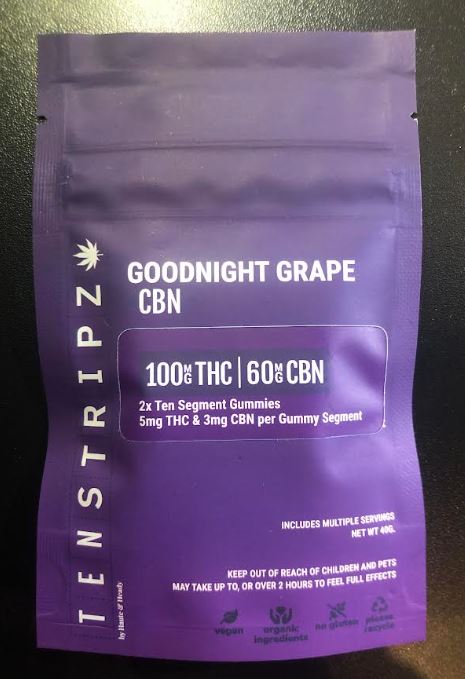 GOODNIGHT GRAPE
CBN
100MG THC | 60MG CBN
2x Ten Segment Gummies
5mg THC & 3mg CBN per Gummy Segment
TENSTRIPZ
by Haute & Heady
INCLUDES MULTIPLE SERVINGS
NET WT 40G.
KEEP OUT OF REACH OF CHILDREN AND PETS
MAY TAKE UP TO, OR OVER 2 HOURS TO FEEL FULL EFFECTS
vegan
organic
ingredients
no gluten
please
recycle